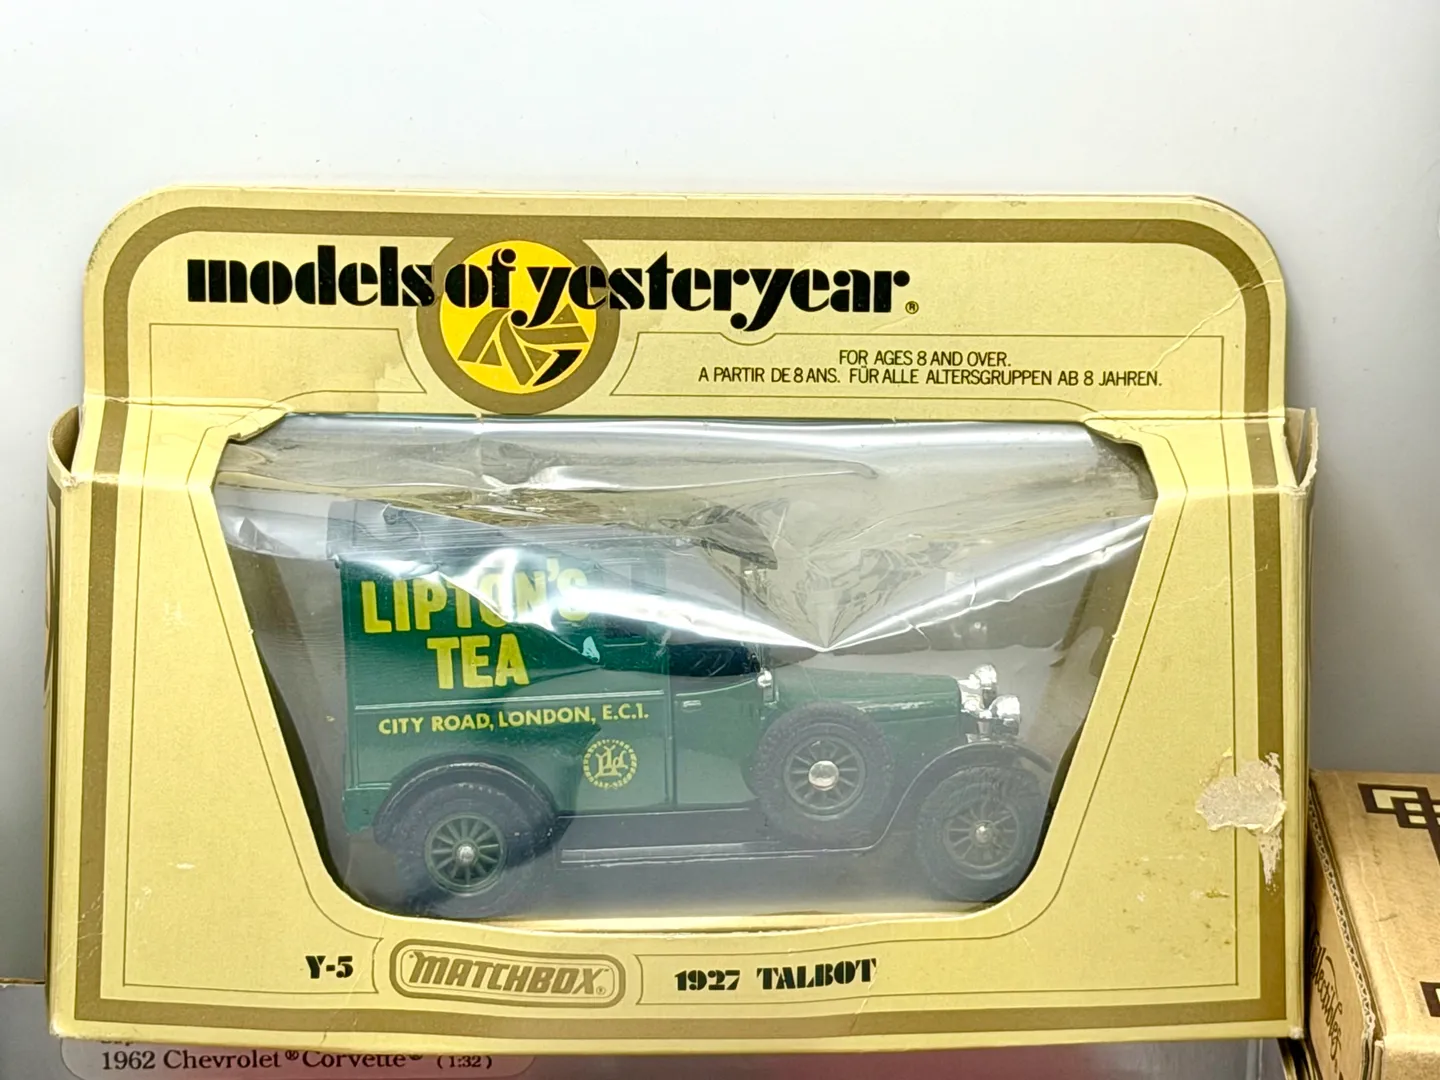 models of yesteryear®
FOR AGES 8 AND OVER.
A PARTIR DE 8 ANS. FÜR ALLE ALTERSGRUPPEN AB 8 JAHREN.
LIPTON'S
TEA
CITY ROAD, LONDON, E.C.1.
Y-5
MATCHBOX®
1927 TALBOT
1962 Chevrolet® Corvette® (1:32)